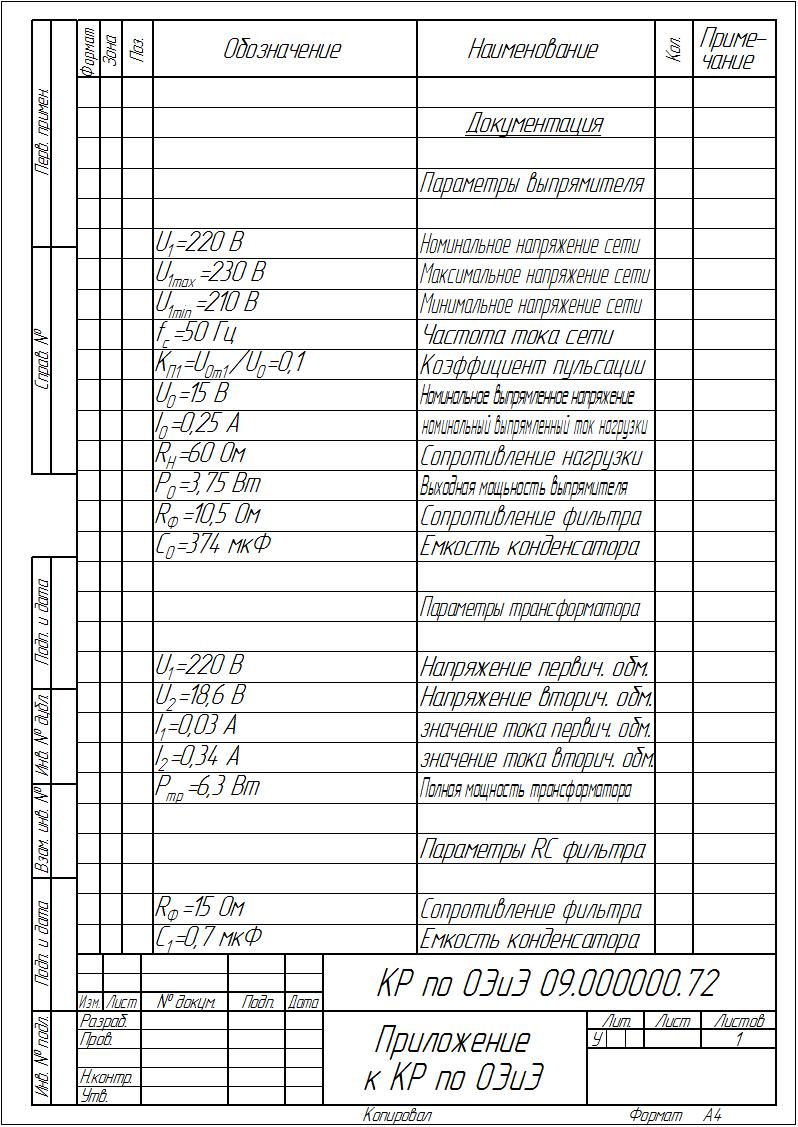 Формат Зона Поз. Обозначение Наименование Кол. Приме-
чание
Документация
Параметры выпрямителя
U1=220 В Номинальное напряжение сети
U1max=230 В Максимальное напряжение сети
U1min=210 В Минимальное напряжение сети
fс=50 Гц Частота тока сети
KП1=U0m1/U0=0,1 Коэффициент пульсации
U0=15 В Номинальное выпрямленное напряжение
I0=0,25 А номинальный выпрямленный ток нагрузки
RН=60 Ом Сопротивление нагрузки
P0=3,75 Вт Выходная мощьность выпрямителя
RФ=10,5 Ом Сопротивление фильтра
C0=374 мкФ Емкость конденсатора
Параметры трансформатора
U1=220 В Напряжение первич. обм.
U2=18,6 В Напряжение вторич. обм.
I1=0,03 А значение тока первич. обм.
I2=0,34 А значение тока вторич. обм.
Pтр=6,3 Вт Полная мощность трансформатора
Параметры RC фильтра
RФ=15 Ом Сопротивление фильтра
C1=0,7 мкФ Емкость конденсатора
Перв. примен.
Справ. №
Подп. и дата
Инв. № дубл.
Взам. инв. №
Подп. и дата
Инв. № подл.
КР по ОЭиЭ 09.000000.72
Изм. Лист № докум. Подп. Дата
Разраб.
Пров.
Н.контр.
Утв.
Приложение
к КР по ОЭиЭ
Лит. Лист Листов
У 1
Копировал Формат А4